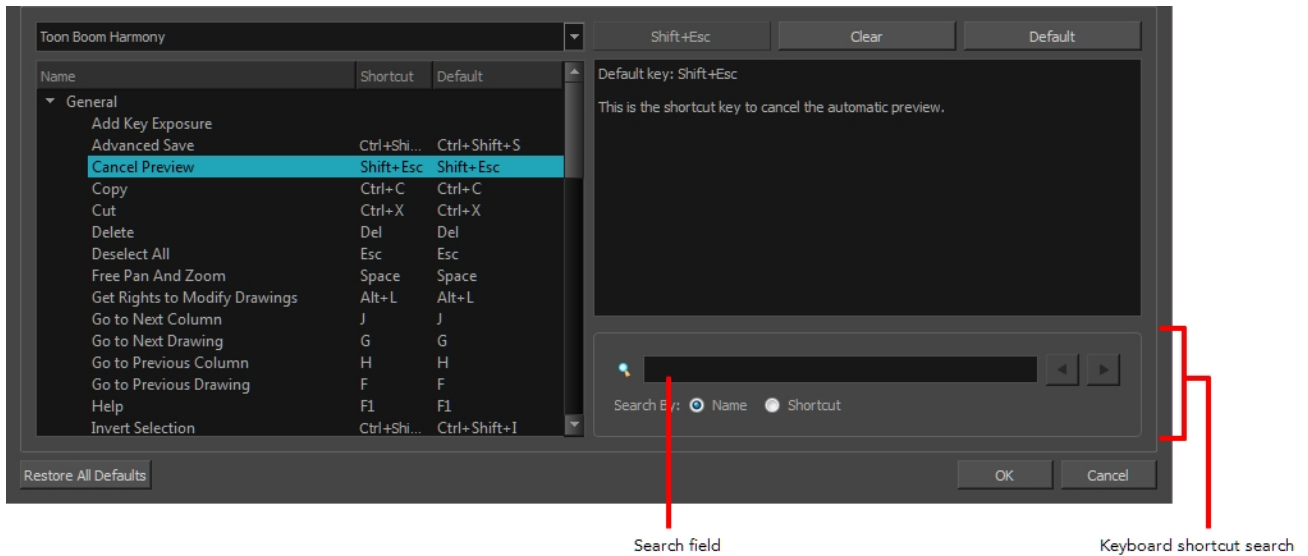 Toon Boom Harmony
Shift+Esc Clear Default
Name Shortcut Default
General
Add Key Exposure
Advanced Save Ctrl+Shi... Ctrl+Shift+S
Cancel Preview Shift+Esc Shift+Esc
Copy Ctrl+C Ctrl+C
Cut Ctrl+X Ctrl+X
Delete Del Del
Deselect All Esc Esc
Free Pan And Zoom Space Space
Get Rights to Modify Drawings Alt+L Alt+L
Go to Next Column J J
Go to Next Drawing G G
Go to Previous Column H H
Go to Previous Drawing F F
Help F1 F1
Invert Selection Ctrl+Shi... Ctrl+Shift+I
Default key: Shift+Esc
This is the shortcut key to cancel the automatic preview.
Search By: Name Shortcut
Restore All Defaults OK Cancel
Search field Keyboard shortcut search